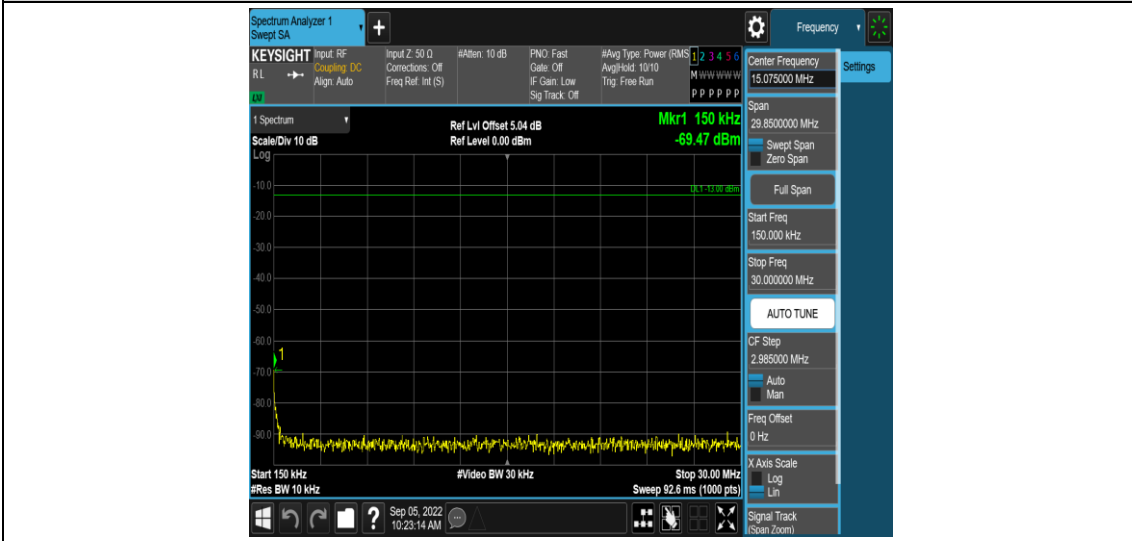 Spectrum Analyzer 1
Swept SA
+
Frequency
KEYSIGHT
RL
Input: RF
Coupling: DC
Align: Auto
Input Z: 50 Ω
Corrections: Off
Freq Ref: Int (S)
#Atten: 10 dB
PNO: Fast
Gate: Off
IF Gain: Low
Sig Track: Off
#Avg Type: Power (RMS
Avg|Hold: 10/10
Trig: Free Run
1 2 3 4 5 6
M W W W W W
P P P P P P
1 Spectrum
Scale/Div 10 dB
Log
Ref Lvl Offset 5.04 dB
Ref Level 0.00 dBm
Mkr1 150 kHz
-69.47 dBm
DL1 -13.00 dBm
-10.0
-20.0
-30.0
-40.0
-50.0
-60.0
1
-70.0
-80.0
-90.0
Start 150 kHz
#Video BW 30 kHz
Stop 30.00 MHz
#Res BW 10 kHz
Sweep 92.6 ms (1000 pts)
Center Frequency
15.075000 MHz
Settings
Span
29.8500000 MHz
Swept Span
Zero Span
Full Span
Start Freq
150.000 kHz
Stop Freq
30.000000 MHz
AUTO TUNE
CF Step
2.985000 MHz
Auto
Man
Freq Offset
0 Hz
X Axis Scale
Log
Lin
Signal Track
(Span Zoom)
?
Sep 05, 2022
10:23:14 AM